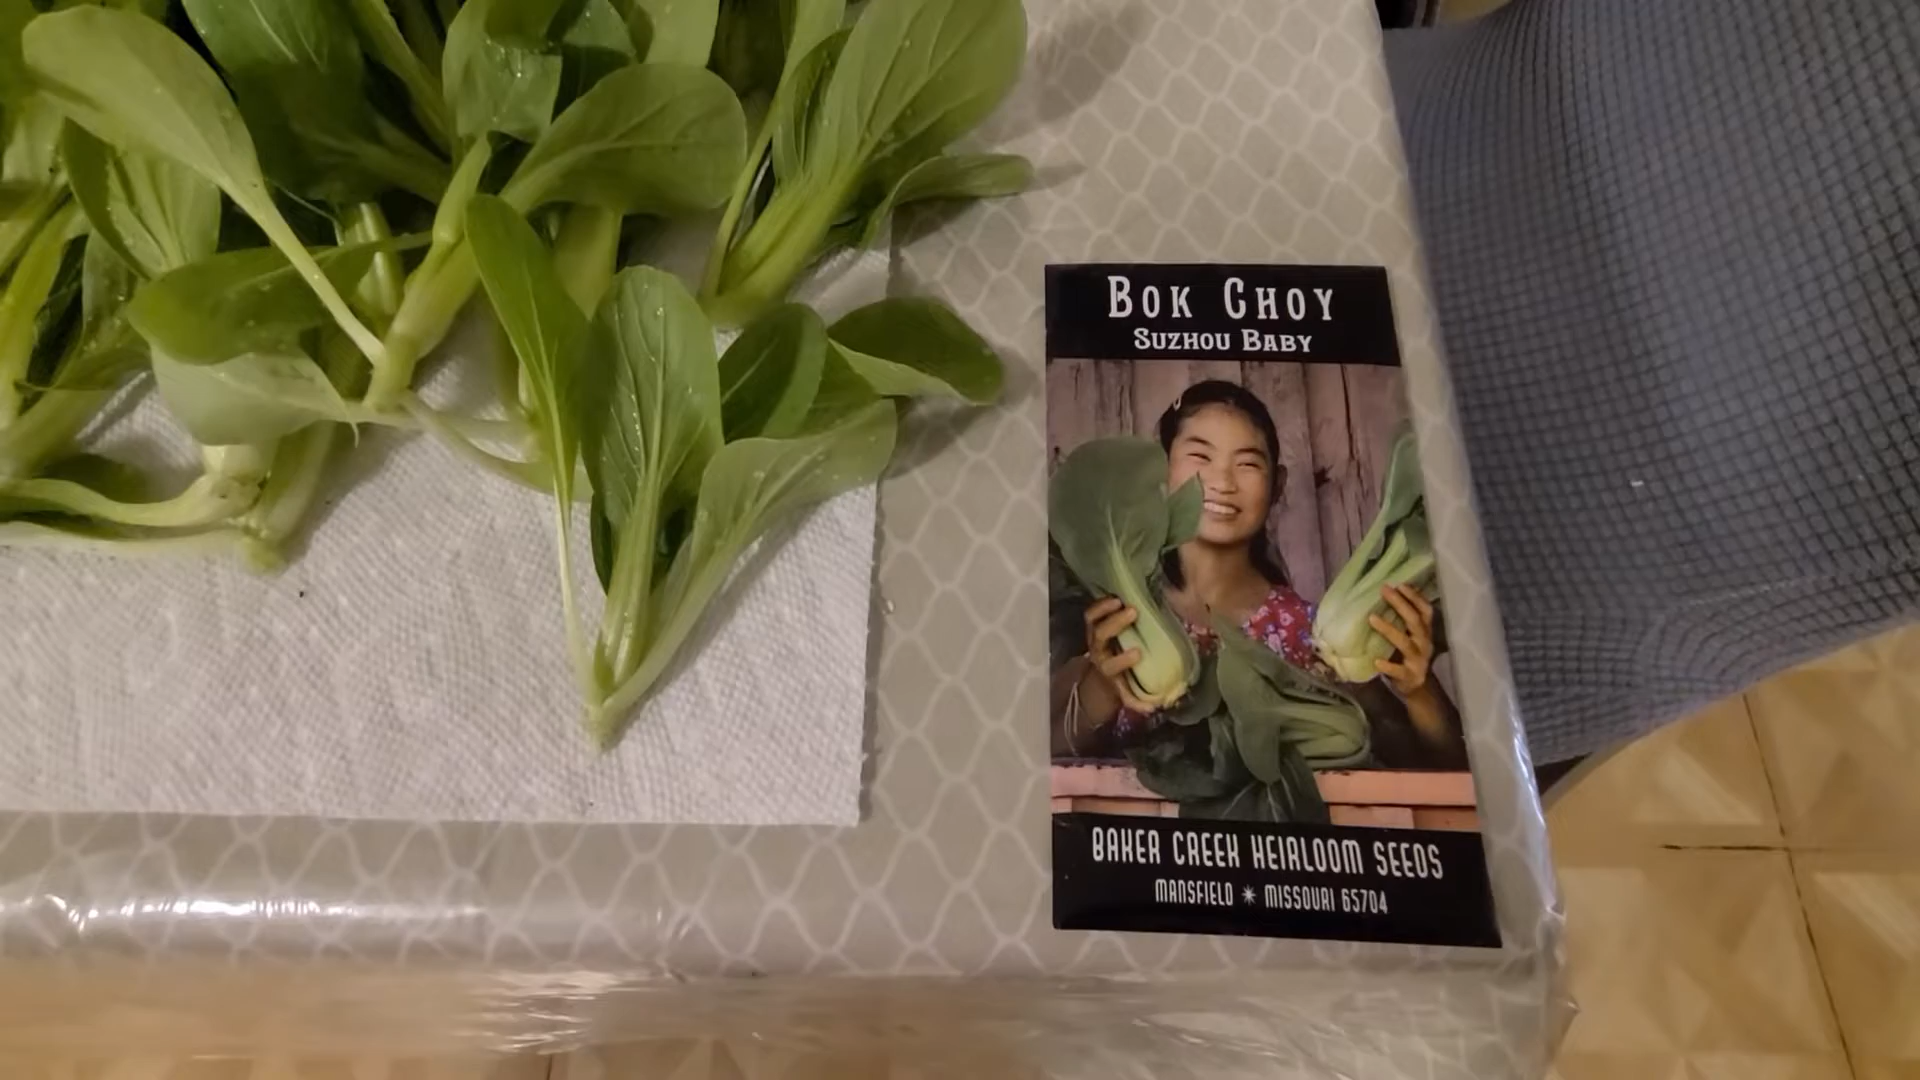 Bok Choy
Suzhou Baby
BAKER CREEK HEIRLOOM SEEDS
MANSFIELD ✴ MISSOURI 65704